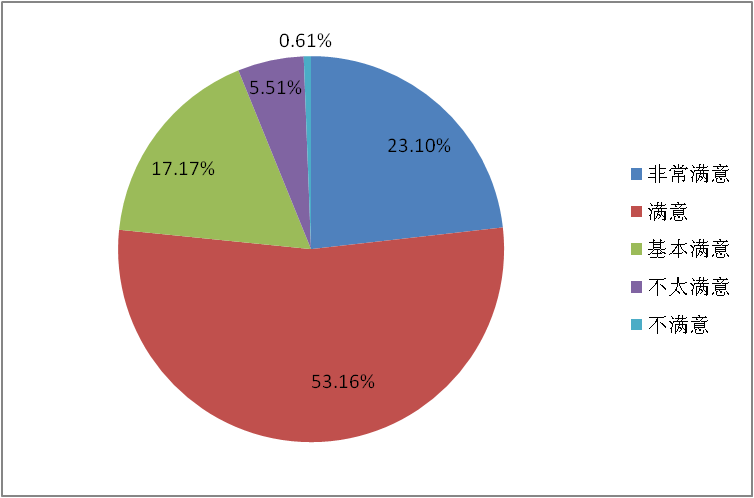 0.61%
5.51%
23.10%
17.17%
53.16%
非常满意
满意
基本满意
不太满意
不满意